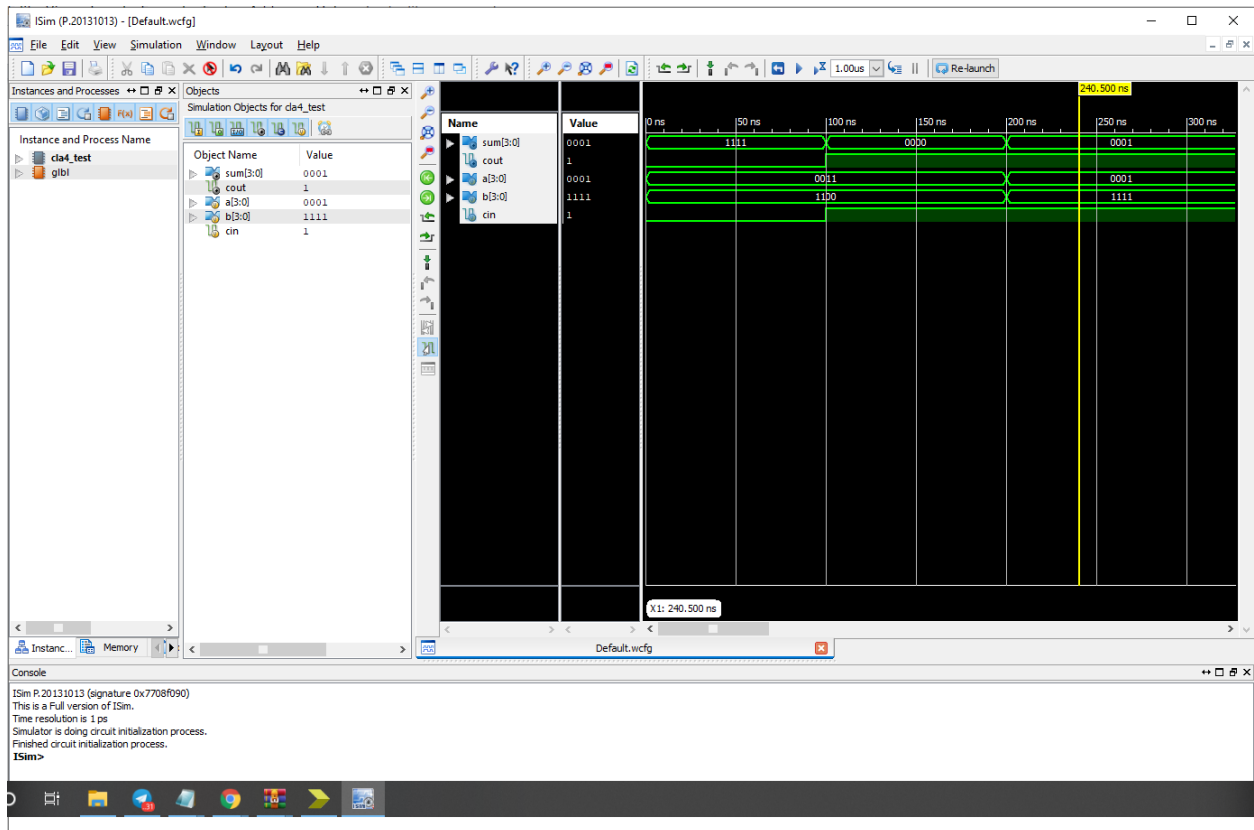 ISim (P.20131013) - [Default.wcfg]
File Edit View Simulation Window Layout Help
1.00us Re-launch
Instances and Processes
Instance and Process Name
cla4_test
glbl
Instanc... Memory
Objects
Simulation Objects for cla4_test
Object Name Value
sum[3:0] 0001
cout 1
a[3:0] 0001
b[3:0] 1111
cin 1
240.500 ns
Name Value
0 ns 50 ns 100 ns 150 ns 200 ns 250 ns 300 ns
sum[3:0] 0001 1111 0000 0001
cout 1
a[3:0] 0001 0011 0001
b[3:0] 1111 1100 1111
cin 1
X1: 240.500 ns
Default.wcfg
Console
ISim P.20131013 (signature 0x7708f090)
This is a Full version of ISim.
Time resolution is 1 ps
Simulator is doing circuit initialization process.
Finished circuit initialization process.
ISim>